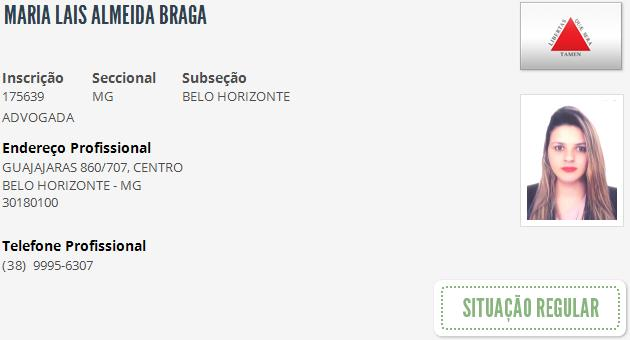 MARIA LAIS ALMEIDA BRAGA
LIBERTAS QUÆ SERA
TAMEN
Inscrição Seccional Subseção
175639 MG BELO HORIZONTE
ADVOGADA
Endereço Profissional
GUAJAJARAS 860/707, CENTRO
BELO HORIZONTE - MG
30180100
Telefone Profissional
(38) 9995-6307
SITUAÇÃO REGULAR